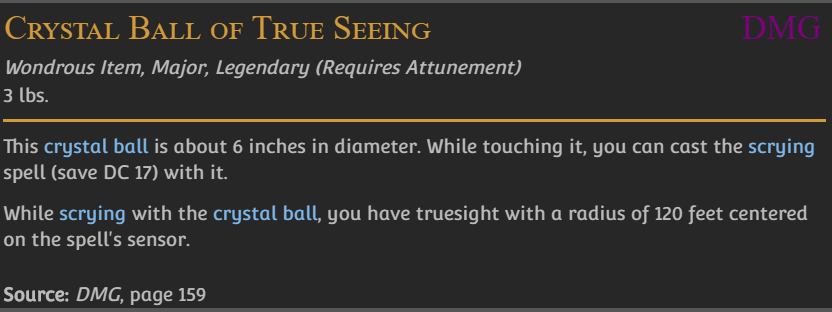 Crystal Ball of True Seeing DMG
Wondrous Item, Major, Legendary (Requires Attunement)
3 lbs.
This crystal ball is about 6 inches in diameter. While touching it, you can cast the scrying
spell (save DC 17) with it.
While scrying with the crystal ball, you have truesight with a radius of 120 feet centered
on the spell's sensor.
Source: DMG, page 159